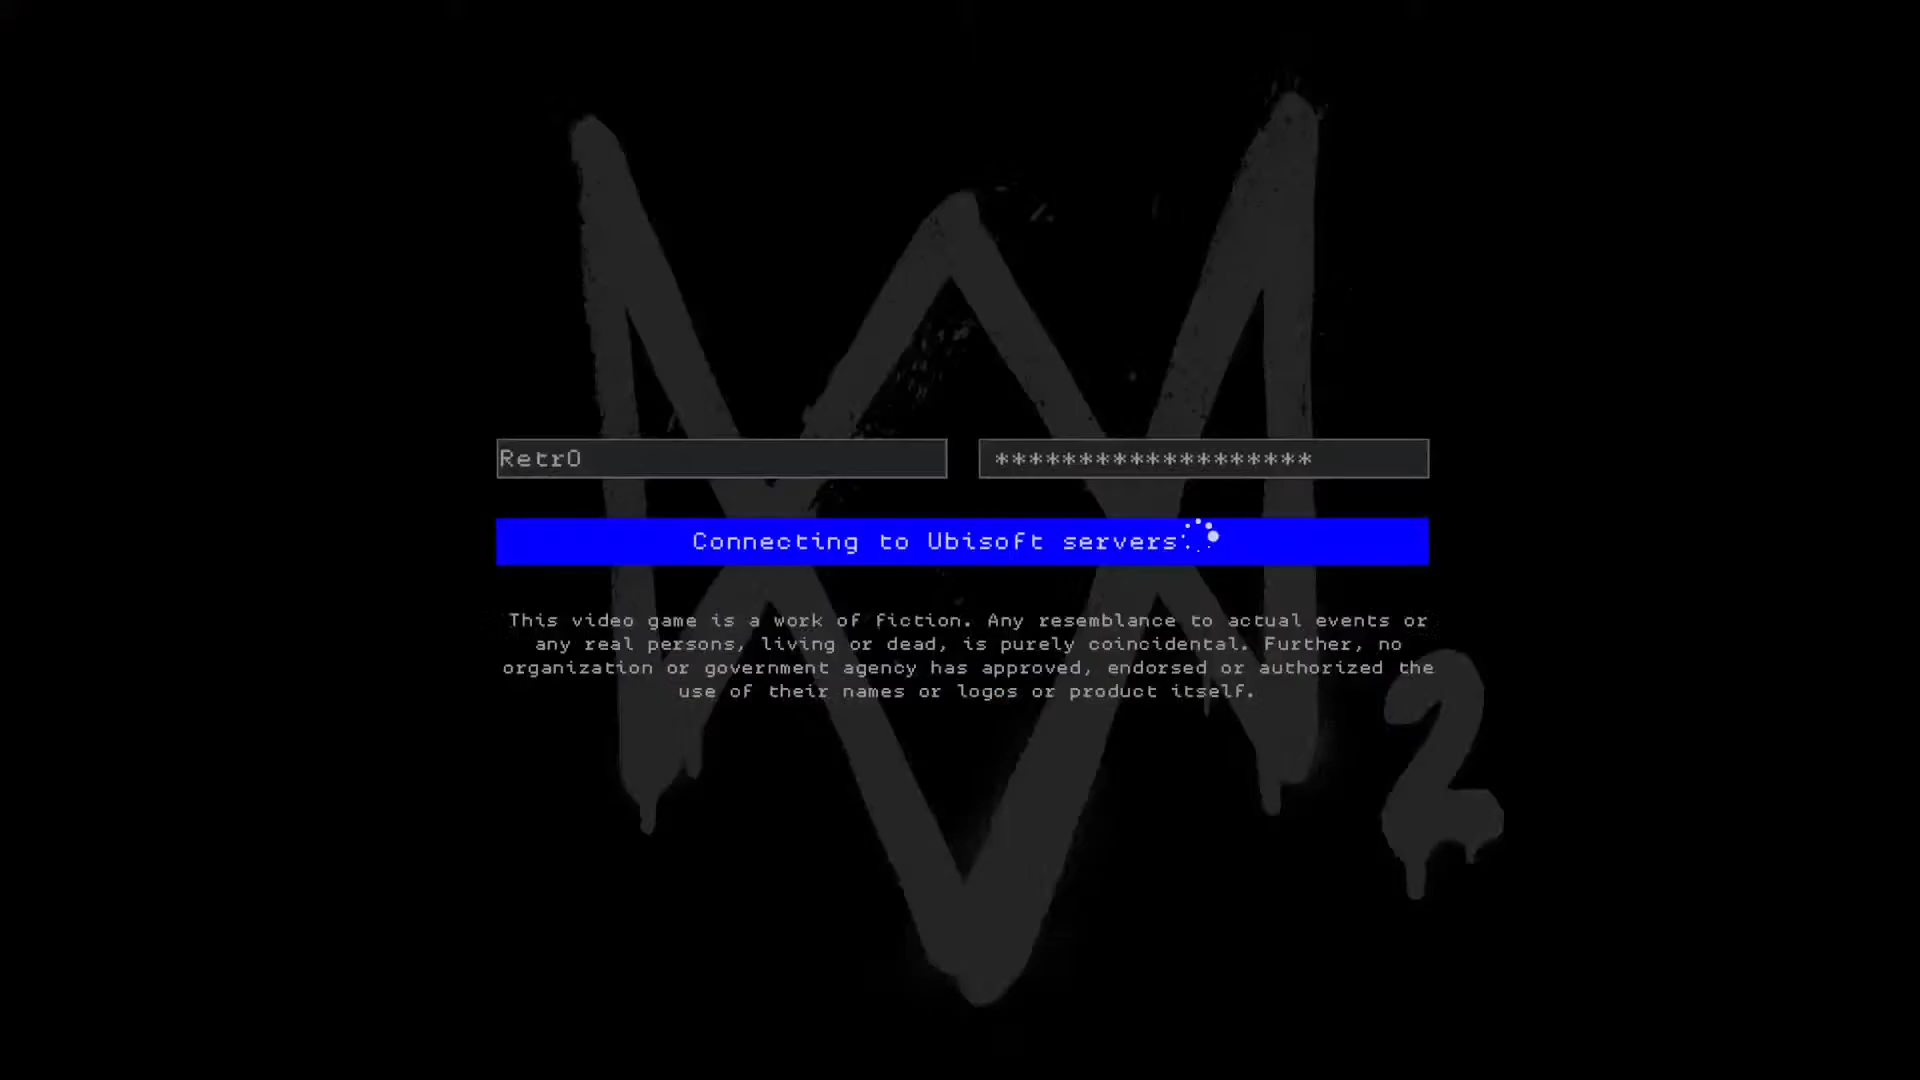 Retr0 *******************
Connecting to Ubisoft servers
This video game is a work of fiction. Any resemblance to actual events or
any real persons, living or dead, is purely coincidental. Further, no
organization or government agency has approved, endorsed or authorized the
use of their names or logos or product itself.
2